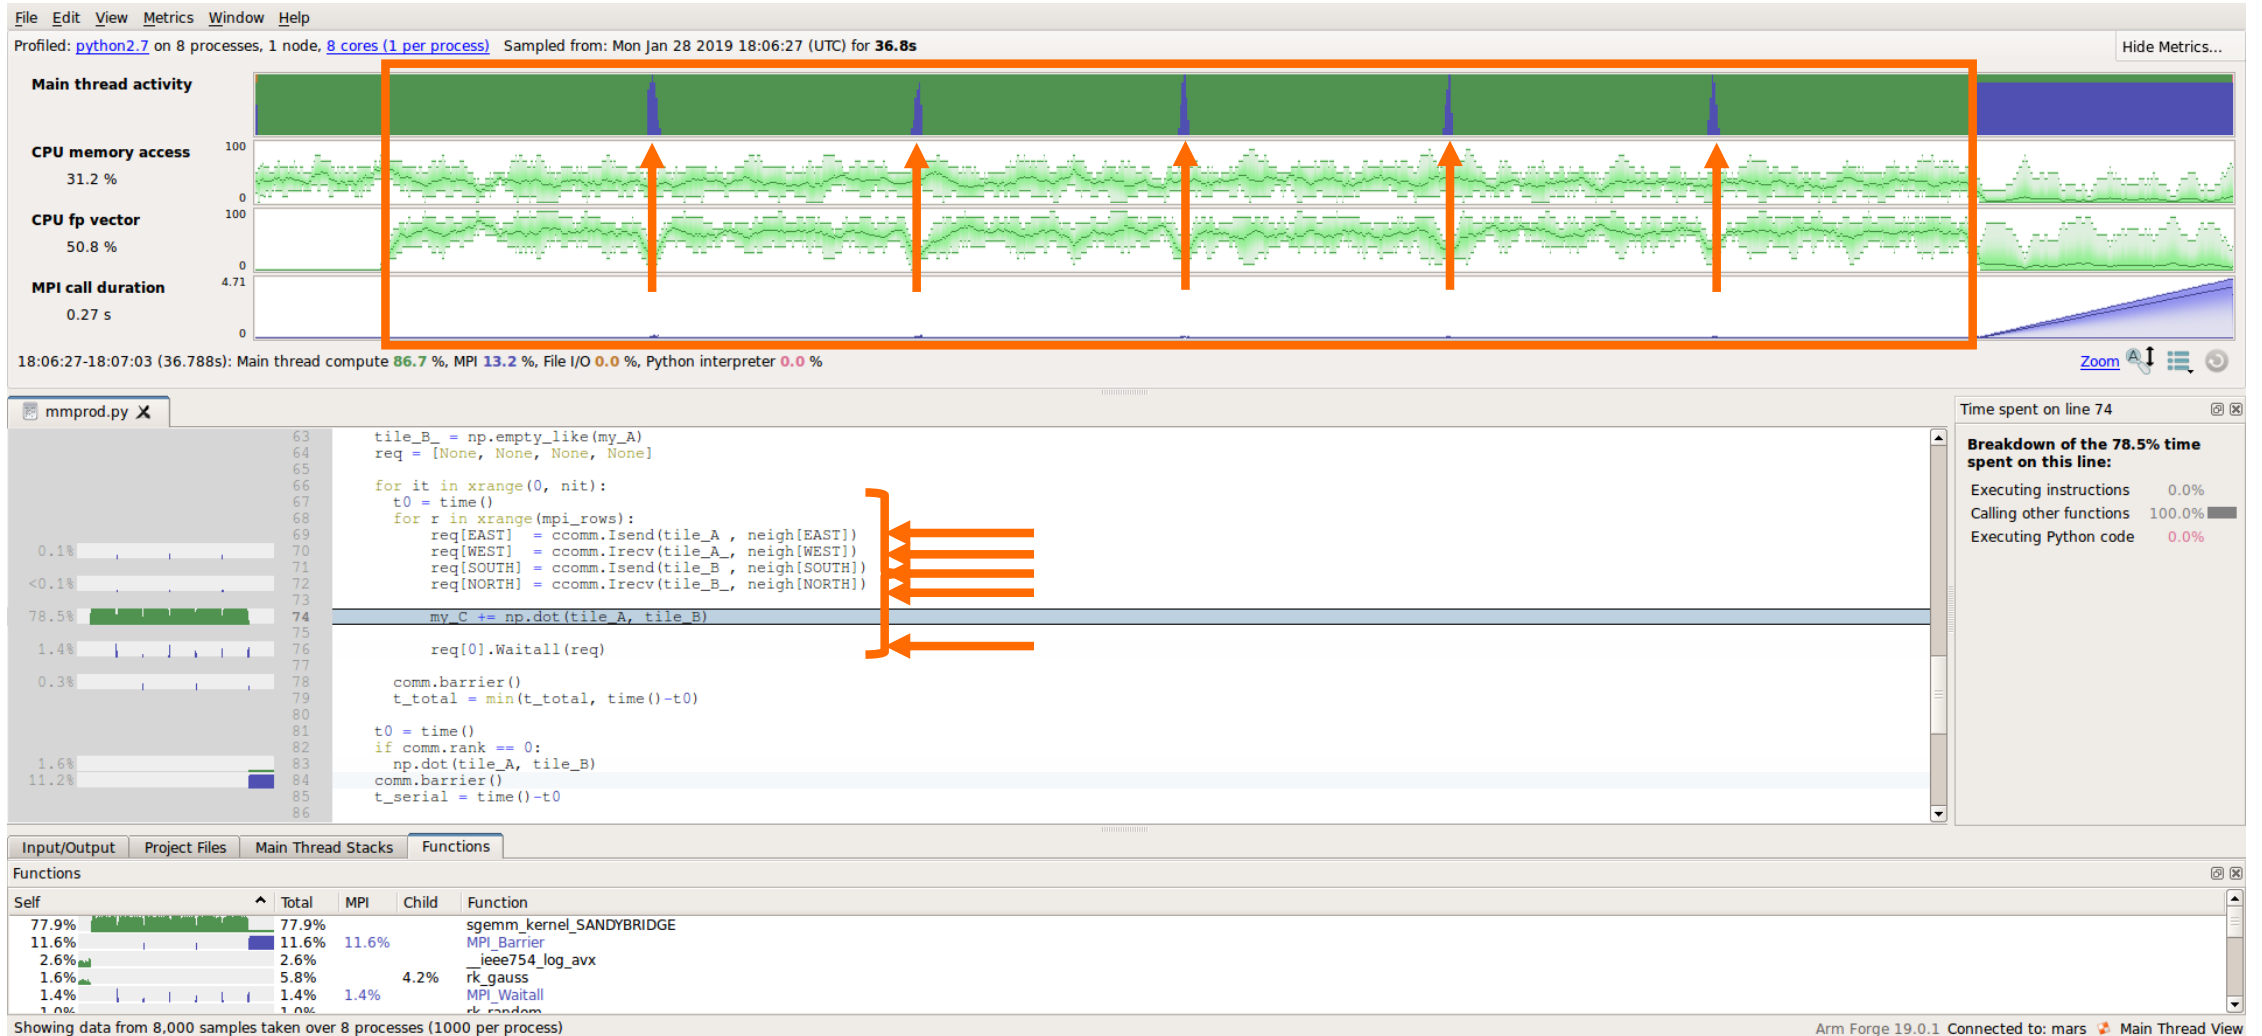 File Edit View Metrics Window Help
Profiled: python2.7 on 8 processes, 1 node, 8 cores (1 per process) Sampled from: Mon Jan 28 2019 18:06:27 (UTC) for 36.8s
Hide Metrics...
Main thread activity
CPU memory access
31.2 %
100
0
CPU fp vector
50.8 %
100
0
MPI call duration
0.27 s
4.71
0
18:06:27-18:07:03 (36.788s): Main thread compute 86.7 %, MPI 13.2 %, File I/O 0.0 %, Python interpreter 0.0 %
Zoom
mmprod.py
63 tile_B_ = np.empty_like(my_A)
64 req = [None, None, None, None]
65
66 for it in xrange(0, nit):
67 t0 = time()
68 for r in xrange(mpi_rows):
69 req[EAST] = ccomm.Isend(tile_A , neigh[EAST])
0.1% 70 req[WEST] = ccomm.Irecv(tile_A_, neigh[WEST])
71 req[SOUTH] = ccomm.Isend(tile_B , neigh[SOUTH])
<0.1% 72 req[NORTH] = ccomm.Irecv(tile_B_, neigh[NORTH])
73
78.5% 74 my_C += np.dot(tile_A, tile_B)
75
1.4% 76 req[0].Waitall(req)
77
0.3% 78 comm.barrier()
79 t_total = min(t_total, time()-t0)
80
81 t0 = time()
82 if comm.rank == 0:
1.6% 83 np.dot(tile_A, tile_B)
11.2% 84 comm.barrier()
85 t_serial = time()-t0
86
Time spent on line 74
Breakdown of the 78.5% time
spent on this line:
Executing instructions 0.0%
Calling other functions 100.0%
Executing Python code 0.0%
Input/Output Project Files Main Thread Stacks Functions
Functions
Self Total MPI Child Function
77.9% 77.9% sgemm_kernel_SANDYBRIDGE
11.6% 11.6% 11.6% MPI_Barrier
2.6% 2.6% __ieee754_log_avx
1.6% 5.8% 4.2% rk_gauss
1.4% 1.4% 1.4% MPI_Waitall
1.0% 1.0% rk_random
Showing data from 8,000 samples taken over 8 processes (1000 per process)
Arm Forge 19.0.1 Connected to: mars Main Thread View